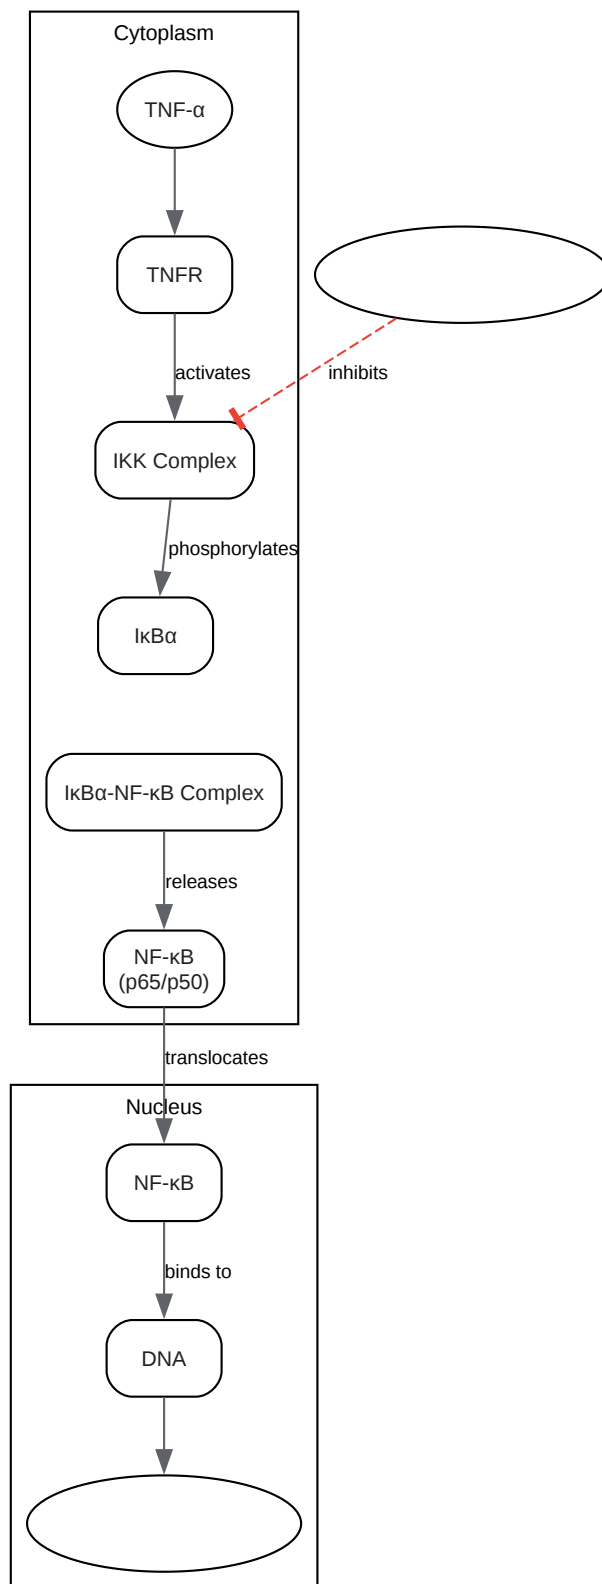 Cytoplasm
TNF-α
TNFR
activates
inhibits
IKK Complex
phosphorylates
IκBα
IκBα-NF-κB Complex
releases
NF-κB
(p65/p50)
translocates
Nucleus
NF-κB
binds to
DNA